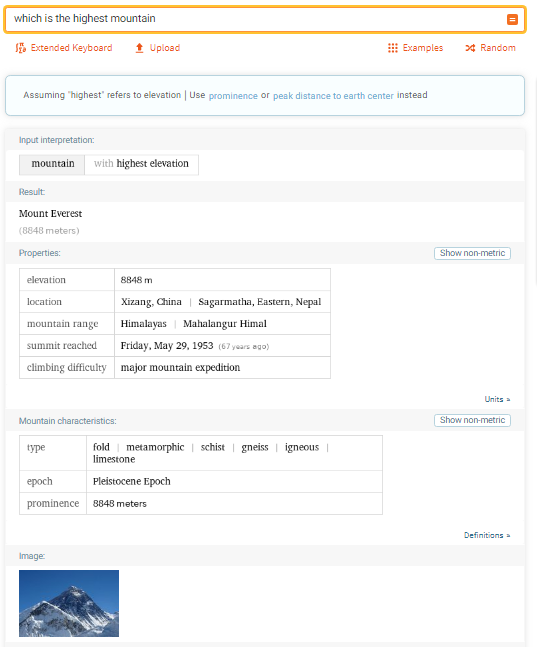 which is the highest mountain
Extended Keyboard Upload Examples Random
Assuming "highest" refers to elevation | Use prominence or peak distance to earth center instead
Input interpretation:
mountain with highest elevation
Result:
Mount Everest
(8848 meters)
Properties: Show non-metric
elevation 8848 m
location Xizang, China | Sagarmatha, Eastern, Nepal
mountain range Himalayas | Mahalangur Himal
summit reached Friday, May 29, 1953 (67 years ago)
climbing difficulty major mountain expedition
Units »
Mountain characteristics: Show non-metric
type fold | metamorphic | schist | gneiss | igneous |
limestone
epoch Pleistocene Epoch
prominence 8848 meters
Definitions »
Image: